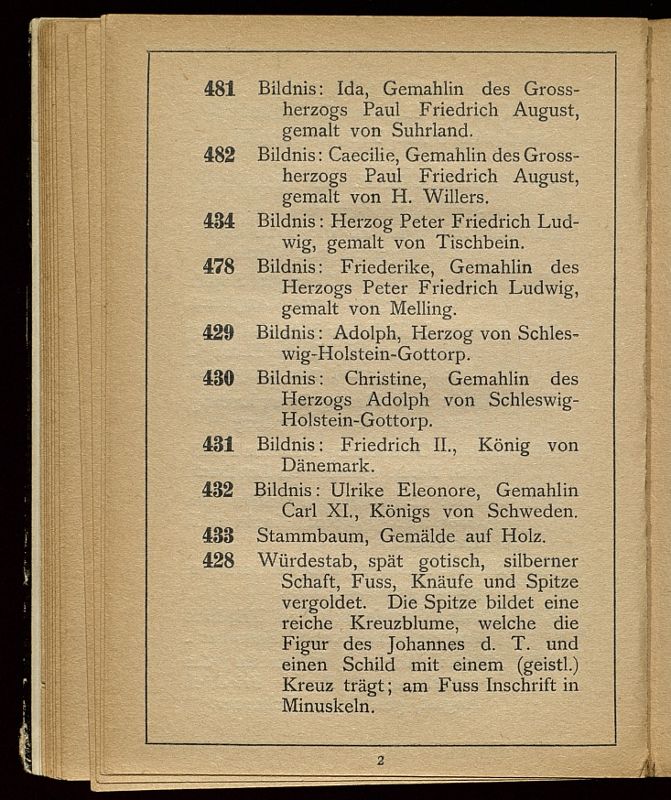 481 Bildnis: Ida, Gemahlin des Gross-
herzogs Paul Friedrich August,
gemalt von Suhrland.
482 Bildnis: Caecilie, Gemahlin des Gross-
herzogs Paul Friedrich August,
gemalt von H. Willers.
434 Bildnis: Herzog Peter Friedrich Lud-
wig, gemalt von Tischbein.
478 Bildnis: Friederike, Gemahlin des
Herzogs Peter Friedrich Ludwig,
gemalt von Melling.
429 Bildnis: Adolph, Herzog von Schles-
wig-Holstein-Gottorp.
430 Bildnis: Christine, Gemahlin des
Herzogs Adolph von Schleswig-
Holstein-Gottorp.
431 Bildnis: Friedrich II., König von
Dänemark.
432 Bildnis: Ulrike Eleonore, Gemahlin
Carl XI., Königs von Schweden.
433 Stammbaum, Gemälde auf Holz.
428 Würdestab, spät gotisch, silberner
Schaft, Fuss, Knäufe und Spitze
vergoldet. Die Spitze bildet eine
reiche Kreuzblume, welche die
Figur des Johannes d. T. und
einen Schild mit einem (geistl.)
Kreuz trägt; am Fuss Inschrift in
Minuskeln.
2